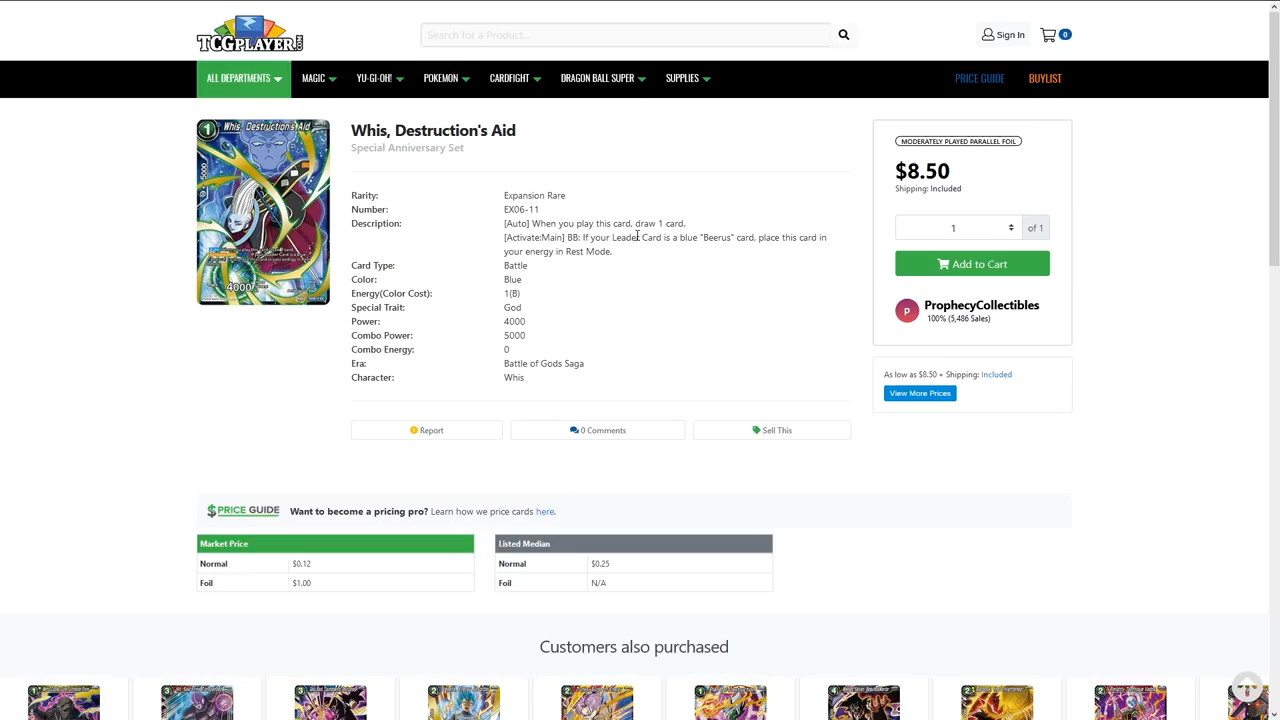 TCGPLAYER.COM
Search for a Product...
Sign In
0
ALL DEPARTMENTS
MAGIC
YU-GI-OH!
POKEMON
CARDFIGHT
DRAGON BALL SUPER
SUPPLIES
PRICE GUIDE
BUYLIST
1
Whis, Destruction's Aid
5000
4000
Whis, Destruction's Aid
Special Anniversary Set
Rarity: Expansion Rare
Number: EX06-11
Description: [Auto] When you play this card, draw 1 card.
[Activate:Main] BB: If your Leader Card is a blue "Beerus" card, place this card in
your energy in Rest Mode.
Card Type: Battle
Color: Blue
Energy(Color Cost): 1(B)
Special Trait: God
Power: 4000
Combo Power: 5000
Combo Energy: 0
Era: Battle of Gods Saga
Character: Whis
Report
0 Comments
Sell This
MODERATELY PLAYED PARALLEL FOIL
$8.50
Shipping: Included
1 of 1
Add to Cart
P
ProphecyCollectibles
100% (5,486 Sales)
As low as $8.50 + Shipping: Included
View More Prices
$PRICE GUIDE Want to become a pricing pro? Learn how we price cards here.
Market Price
Normal $0.12
Foil $1.00
Listed Median
Normal $0.25
Foil N/A
Customers also purchased